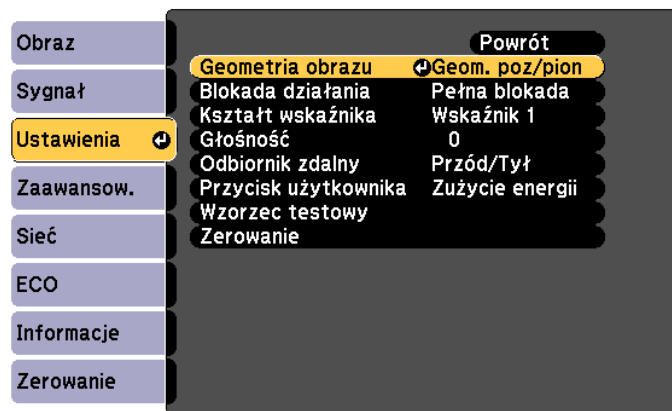 Obraz
Sygnał
Ustawienia
Zaawansow.
Sieć
ECO
Informacje
Zerowanie
Powrót
Geometria obrazu Geom. poz/pion
Blokada działania Pełna blokada
Kształt wskaźnika Wskaźnik 1
Głośność 0
Odbiornik zdalny Przód/Tył
Przycisk użytkownika Zużycie energii
Wzorzec testowy
Zerowanie